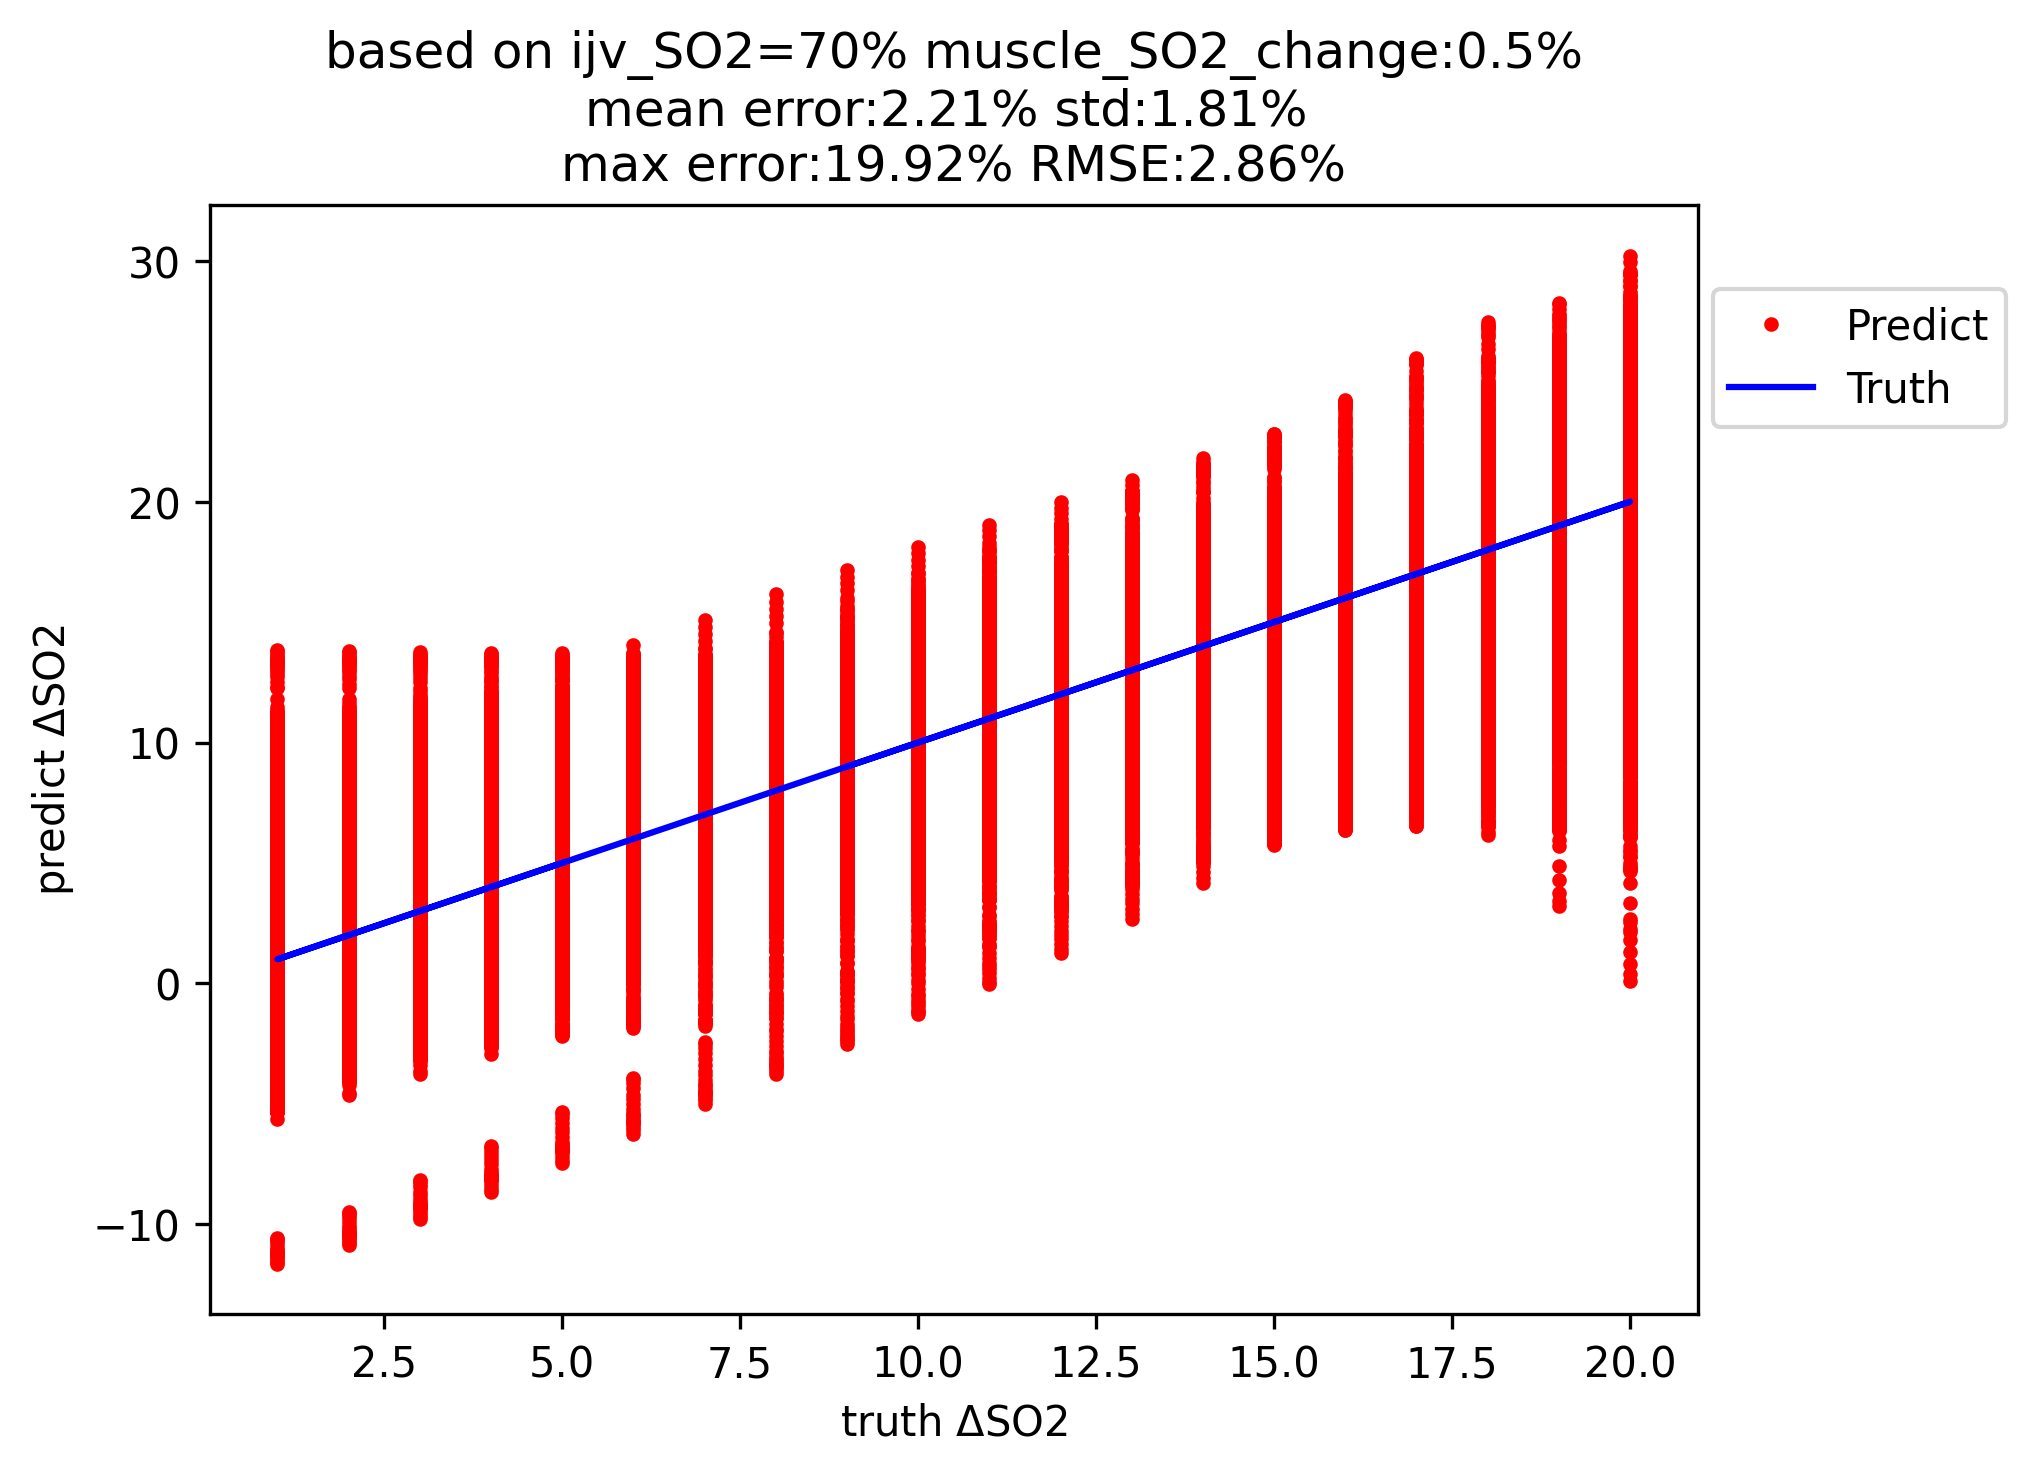 based on ijv_SO2=70% muscle_SO2_change:0.5%
mean error:2.21% std:1.81%
max error:19.92% RMSE:2.86%
30
20
10
0
−10
predict ΔSO2
2.5 5.0 7.5 10.0 12.5 15.0 17.5 20.0
truth ΔSO2
Predict
Truth